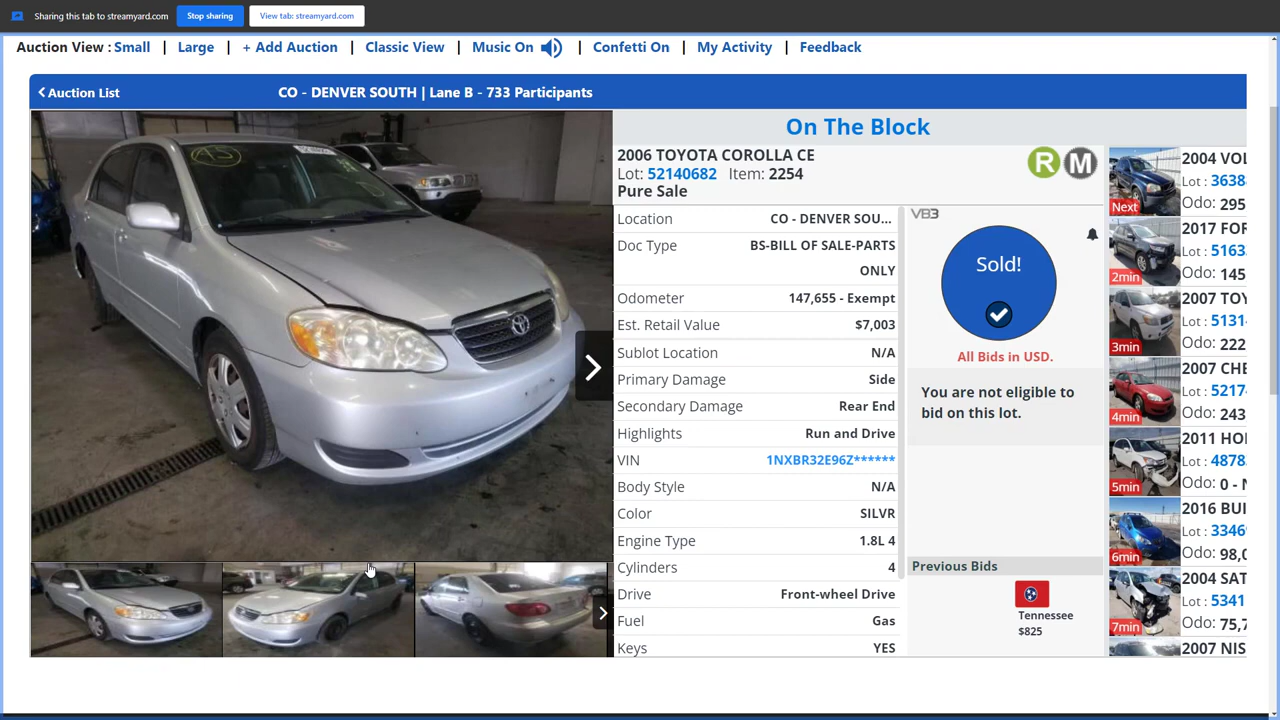 Sharing this tab to streamyard.com Stop sharing View tab: streamyard.com
Auction View : Small | Large | + Add Auction | Classic View | Music On | Confetti On | My Activity | Feedback
Auction List CO - DENVER SOUTH | Lane B - 733 Participants
On The Block
2006 TOYOTA COROLLA CE
Lot: 52140682 Item: 2254
Pure Sale
R M
Location CO - DENVER SOU...
Doc Type BS-BILL OF SALE-PARTS
ONLY
Odometer 147,655 - Exempt
Est. Retail Value $7,003
Sublot Location N/A
Primary Damage Side
Secondary Damage Rear End
Highlights Run and Drive
VIN 1NXBR32E96Z******
Body Style N/A
Color SILVR
Engine Type 1.8L 4
Cylinders 4
Drive Front-wheel Drive
Fuel Gas
Keys YES
VB3
Sold!
All Bids in USD.
You are not eligible to
bid on this lot.
Previous Bids
Tennessee
$825
2004 VOL
Lot : 3638
Next Odo: 295
2017 FOR
Lot : 5163
2min Odo: 145
2007 TOY
Lot : 5131
3min Odo: 222
2007 CHE
Lot : 5217
4min Odo: 243
2011 HO
Lot : 4878
5min Odo: 0 -
2016 BUI
Lot : 3346
6min Odo: 98,0
2004 SAT
Lot : 5341
7min Odo: 75,7
2007 NIS
A5